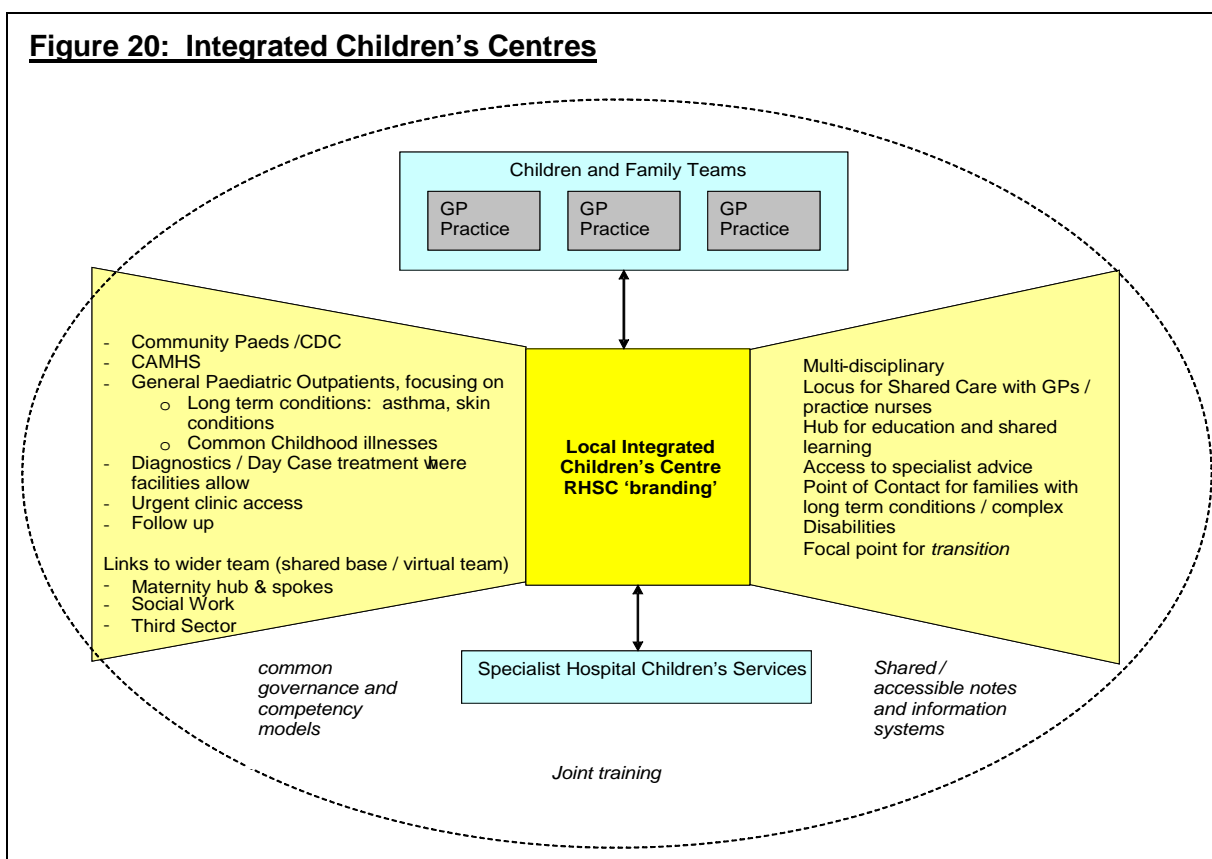 Figure 20: Integrated Children's Centres
Children and Family Teams
GP
Practice
GP
Practice
GP
Practice
- Community Paeds /CDC
- CAMHS
- General Paediatric Outpatients, focusing on
o Long term conditions: asthma, skin
conditions
o Common Childhood illnesses
- Diagnostics / Day Case treatment where
facilities allow
- Urgent clinic access
- Follow up
Links to wider team (shared base / virtual team)
- Maternity hub & spokes
- Social Work
- Third Sector
Local Integrated
Children's Centre
RHSC 'branding'
Multi-disciplinary
Locus for Shared Care with GPs /
practice nurses
Hub for education and shared
learning
Access to specialist advice
Point of Contact for families with
long term conditions / complex
Disabilities
Focal point for transition
Specialist Hospital Children's Services
common
governance and
competency
models
Shared /
accessible notes
and information
systems
Joint training